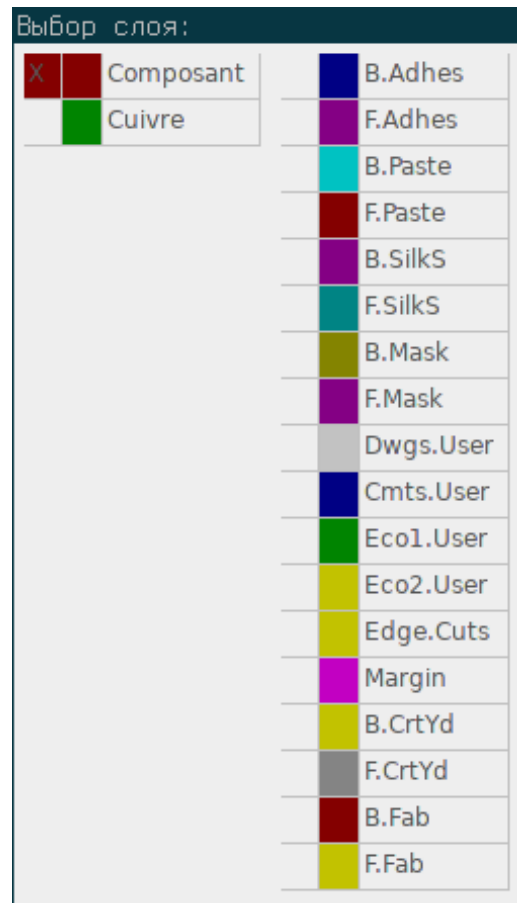 Выбор слоя:
X Composant
Cuivre
B.Adhes
F.Adhes
B.Paste
F.Paste
B.SilkS
F.SilkS
B.Mask
F.Mask
Dwgs.User
Cmts.User
Eco1.User
Eco2.User
Edge.Cuts
Margin
B.CrtYd
F.CrtYd
B.Fab
F.Fab